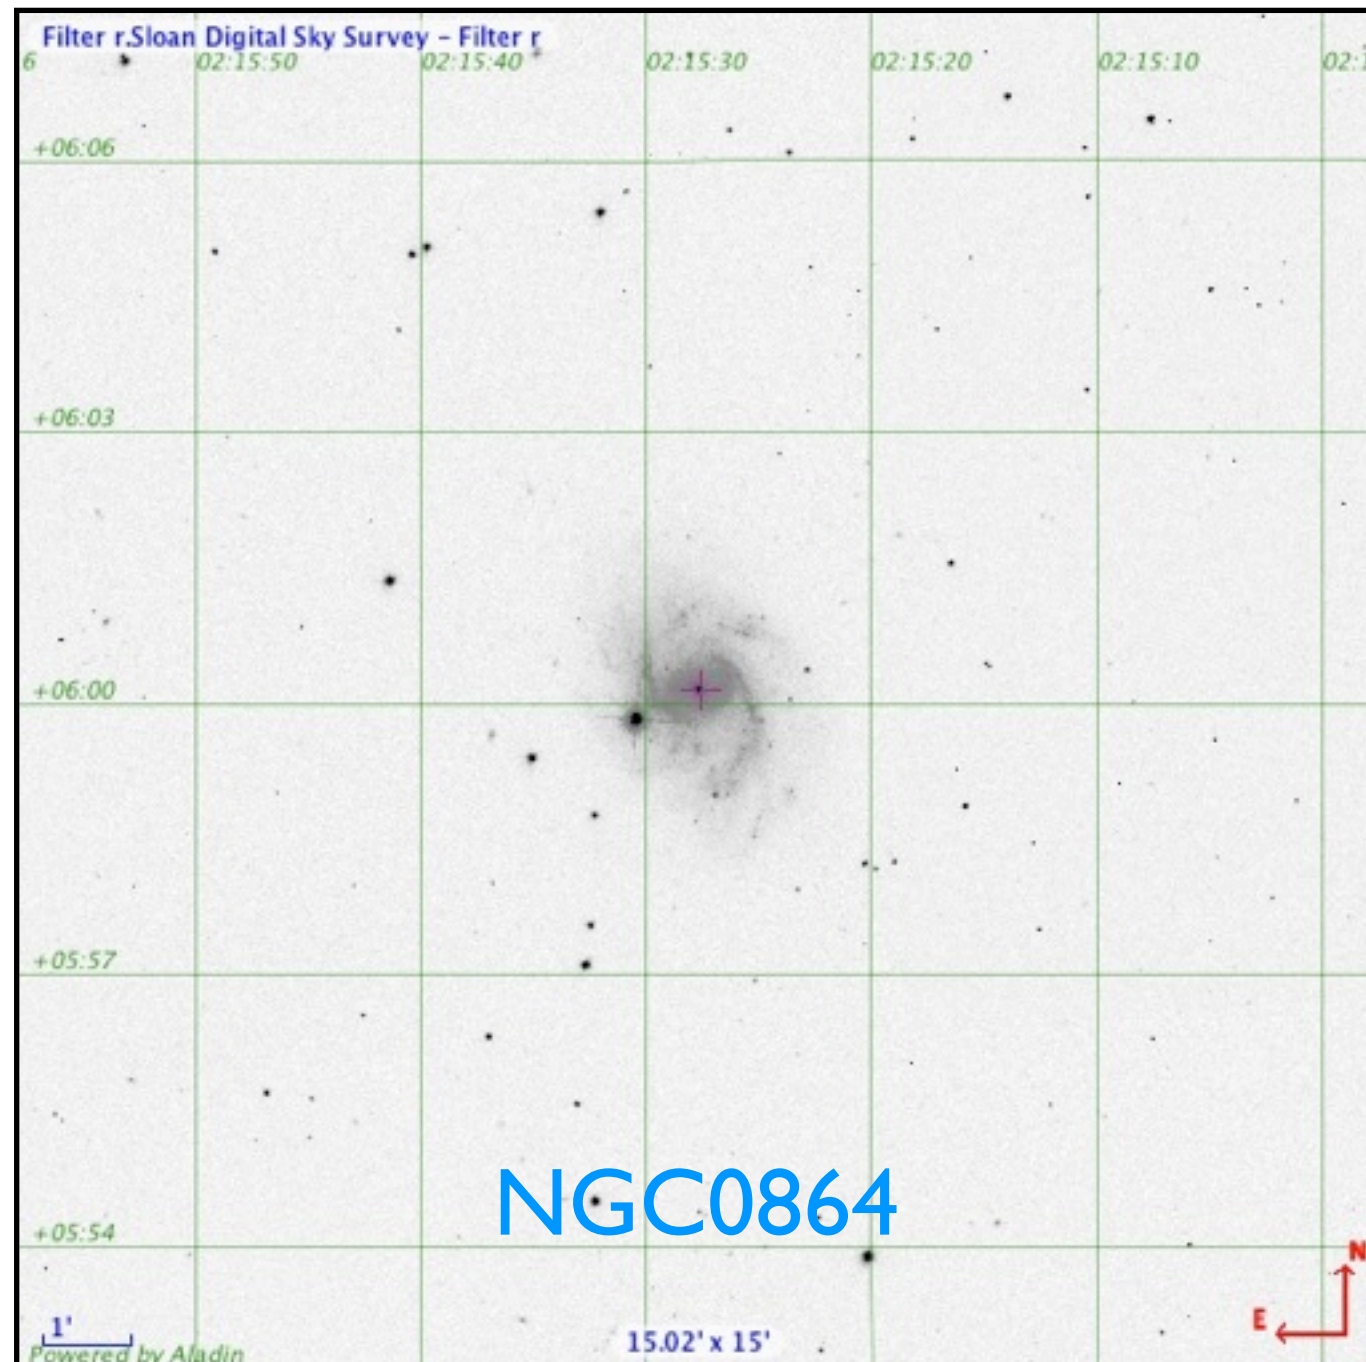 Filter r.Sloan Digital Sky Survey - Filter r
6 02:15:50 02:15:40 02:15:30 02:15:20 02:15:10 02:1
+06:06
+06:03
+06:00
+05:57
NGC0864
+05:54
N
E
1'
15.02' x 15'
Powered by Aladin